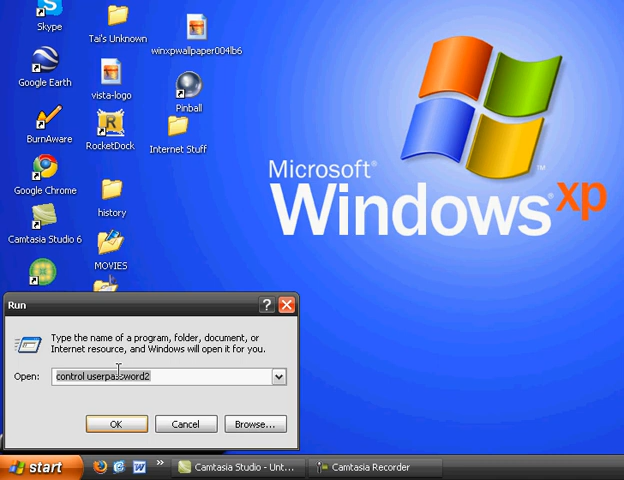 Skype
Tai's Unknown
winxpwallpaper004lb6
Google Earth
vista-logo
Pinball
BurnAware
RocketDock
Internet Stuff
Google Chrome
history
Camtasia Studio 6
MOVIES
Microsoft®
Windows® xp
™
Run
Type the name of a program, folder, document, or
Internet resource, and Windows will open it for you.
Open: control userpassword2
OK Cancel Browse...
start
Camtasia Studio - Unt...
Camtasia Recorder